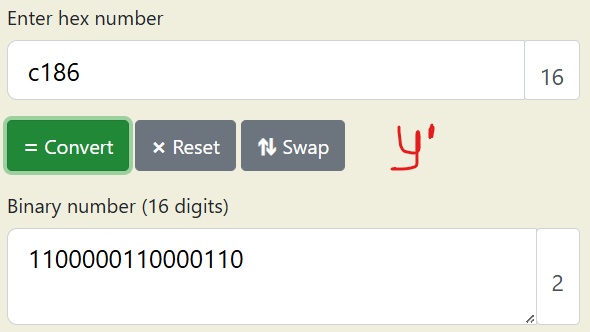 Enter hex number
c186 16
= Convert × Reset ⇅ Swap y'
Binary number (16 digits)
1100000110000110 2